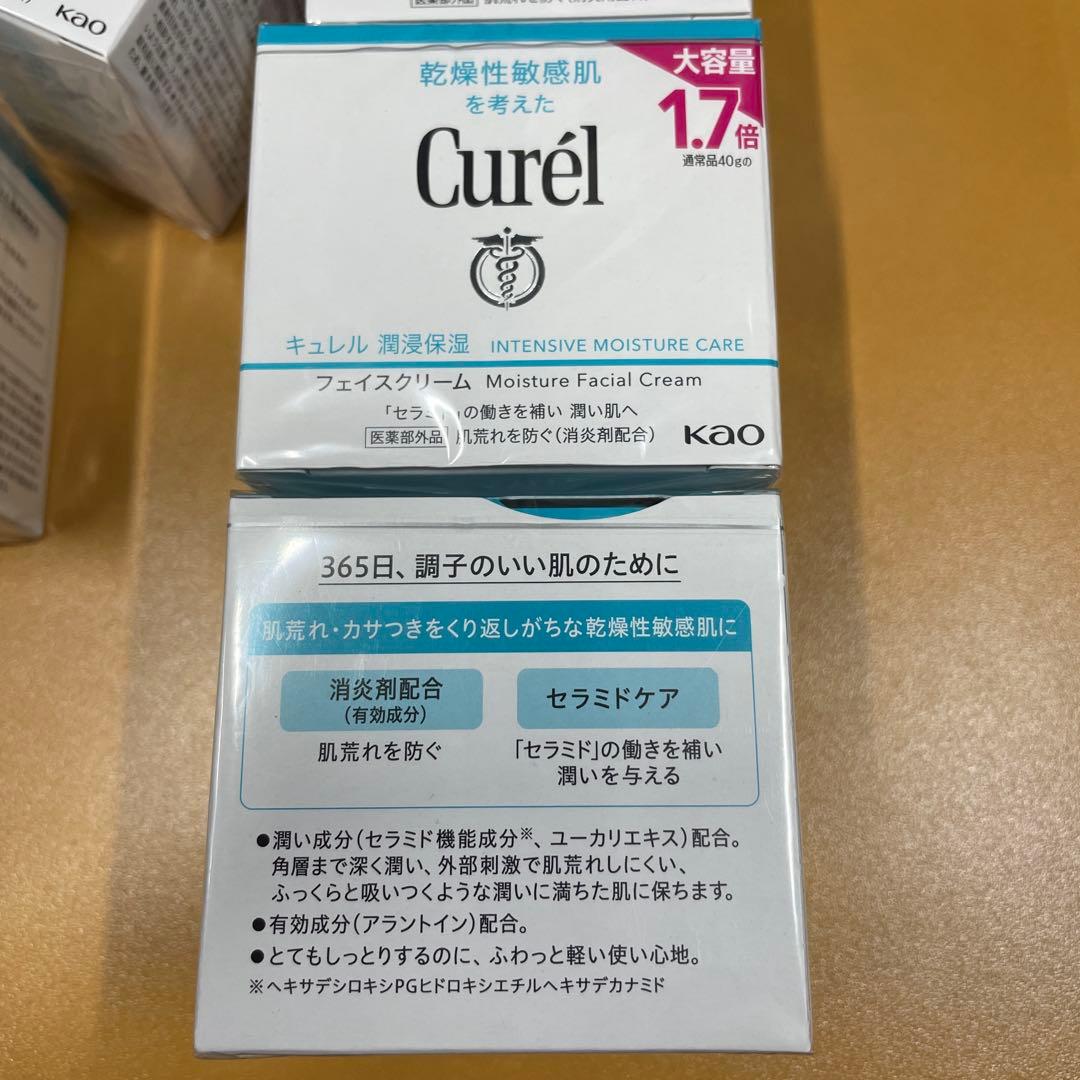 Kao
医薬部外品
乾燥性敏感肌
を考えた
Curél
大容量
1.7倍
通常品40gの
キュレル 潤浸保湿 INTENSIVE MOISTURE CARE
フェイスクリーム Moisture Facial Cream
「セラミド」の働きを補い 潤い肌へ
医薬部外品 肌荒れを防ぐ(消炎剤配合)
Kao
365日、調子のいい肌のために
肌荒れ・カサつきをくり返しがちな乾燥性敏感肌に
消炎剤配合
(有効成分)
肌荒れを防ぐ
セラミドケア
「セラミド」の働きを補い
潤いを与える
●潤い成分(セラミド機能成分※、ユーカリエキス)配合。
角層まで深く潤い、外部刺激で肌荒れしにくい、
ふっくらと吸いつくような潤いに満ちた肌に保ちます。
●有効成分(アラントイン)配合。
●とてもしっとりするのに、ふわっと軽い使い心地。
※ヘキサデシロキシPGヒドロキシエチルヘキサデカナミド